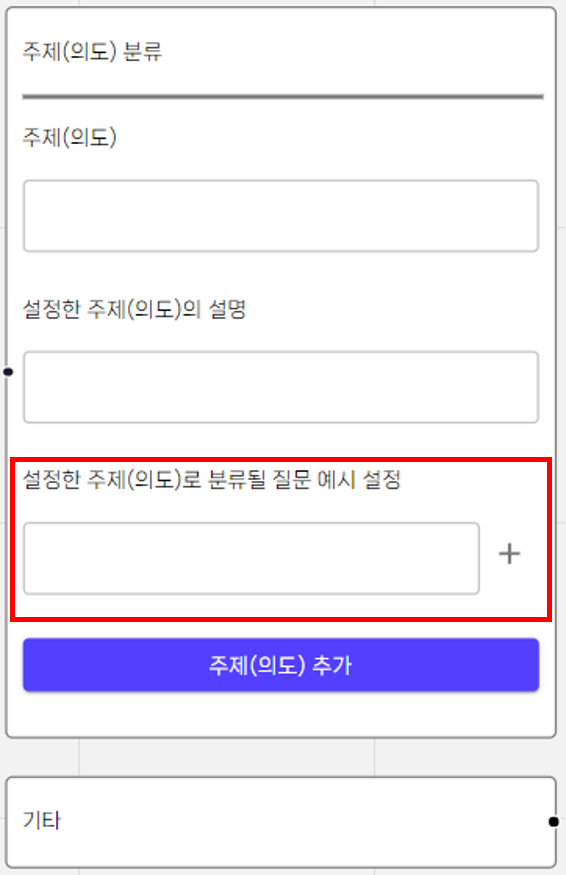 주제(의도) 분류
주제(의도)
설정한 주제(의도)의 설명
설정한 주제(의도)로 분류될 질문 예시 설정
+
주제(의도) 추가
기타